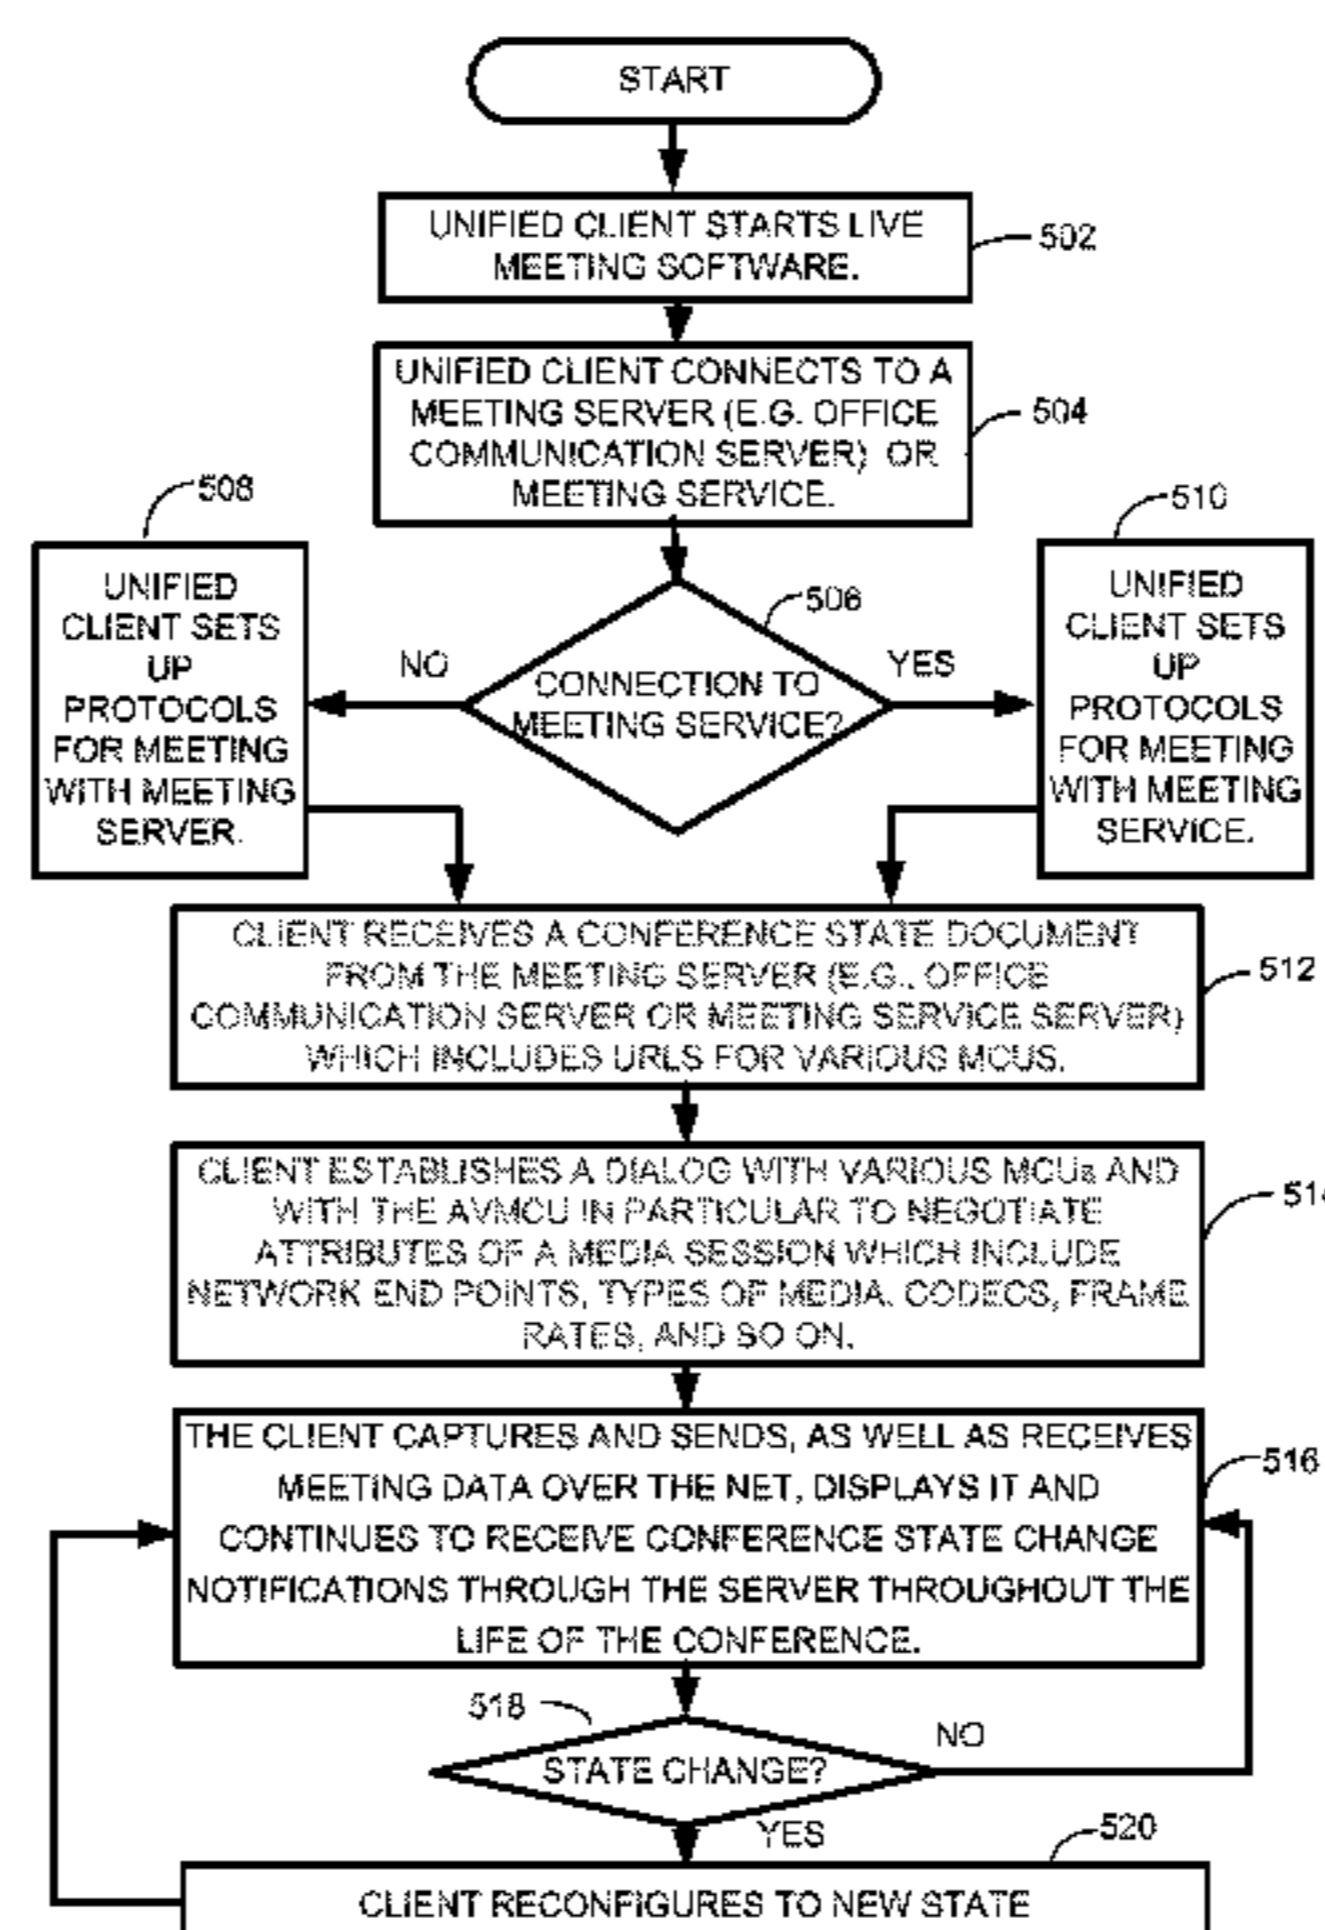 START
UNIFIED CLIENT STARTS LIVE
MEETING SOFTWARE.
502
UNIFIED CLIENT CONNECTS TO A
MEETING SERVER (E.G. OFFICE
COMMUNICATION SERVER) OR
MEETING SERVICE.
504
508
UNIFIED
CLIENT SETS
UP
PROTOCOLS
FOR MEETING
WITH MEETING
SERVER.
NO
506
CONNECTION TO
MEETING SERVICE?
YES
510
UNIFIED
CLIENT SETS
UP
PROTOCOLS
FOR MEETING
WITH MEETING
SERVICE.
CLIENT RECEIVES A CONFERENCE STATE DOCUMENT
FROM THE MEETING SERVER (E.G., OFFICE
COMMUNICATION SERVER OR MEETING SERVICE SERVER)
WHICH INCLUDES URLS FOR VARIOUS MCUS.
512
CLIENT ESTABLISHES A DIALOG WITH VARIOUS MCUs AND
WITH THE AVMCU IN PARTICULAR TO NEGOTIATE
ATTRIBUTES OF A MEDIA SESSION WHICH INCLUDE
NETWORK END POINTS, TYPES OF MEDIA, CODECS, FRAME
RATES, AND SO ON.
THE CLIENT CAPTURES AND SENDS, AS WELL AS RECEIVES
MEETING DATA OVER THE NET, DISPLAYS IT AND
CONTINUES TO RECEIVE CONFERENCE STATE CHANGE
NOTIFICATIONS THROUGH THE SERVER THROUGHOUT THE
LIFE OF THE CONFERENCE.
516
518
STATE CHANGE?
NO
YES
520
CLIENT RECONFIGURES TO NEW STATE